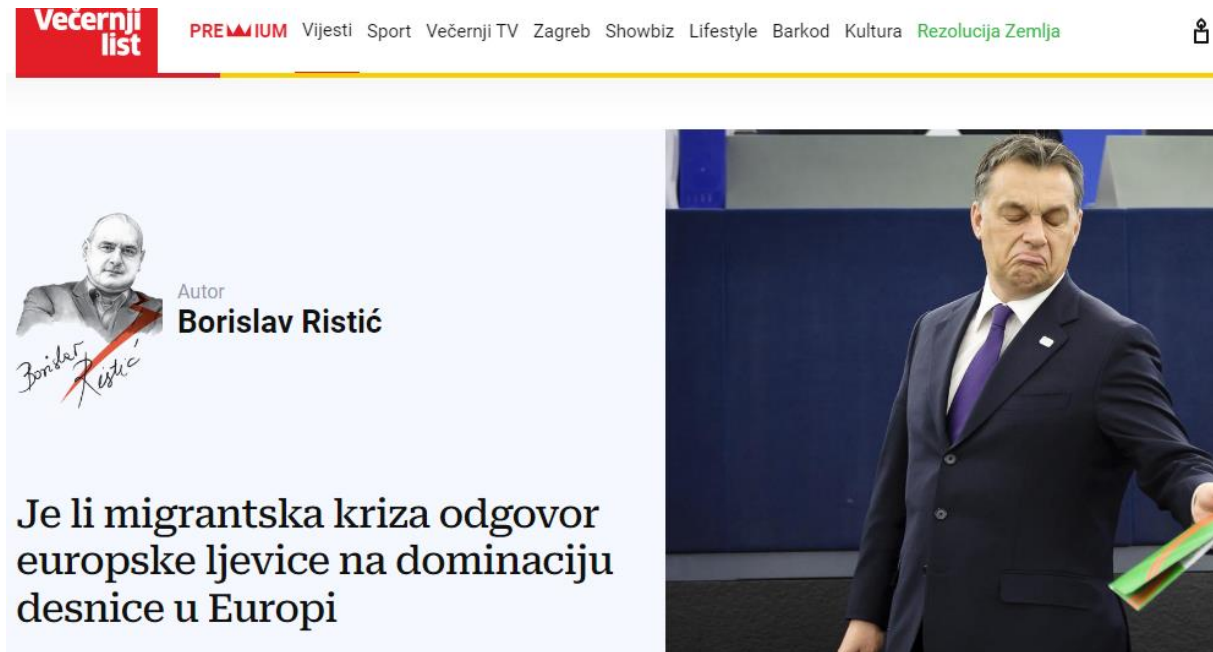 Večernji
list
PREMIUM Vijesti Sport Večernji TV Zagreb Showbiz Lifestyle Barkod Kultura Rezolucija Zemlja
Autor
Borislav Ristić
Borislav
Ristić
Je li migrantska kriza odgovor
europske ljevice na dominaciju
desnice u Europi